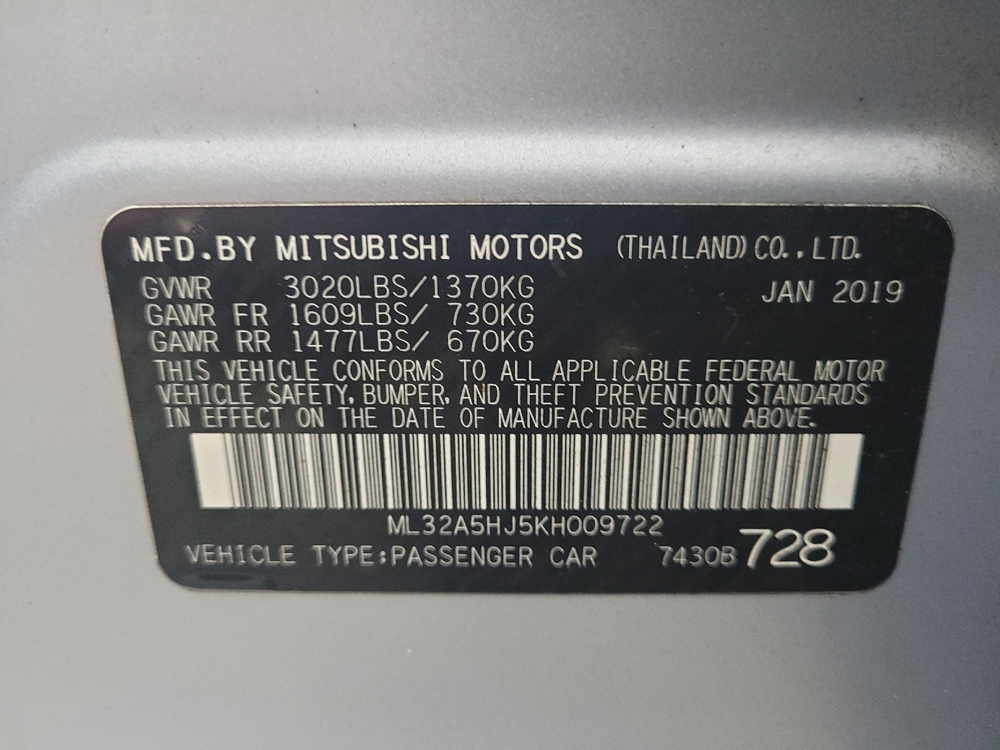 MFD.BY MITSUBISHI MOTORS (THAILAND) CO., LTD.
GVWR 3020LBS/1370KG JAN 2019
GAWR FR 1609LBS/ 730KG
GAWR RR 1477LBS/ 670KG
THIS VEHICLE CONFORMS TO ALL APPLICABLE FEDERAL MOTOR
VEHICLE SAFETY, BUMPER, AND THEFT PREVENTION STANDARDS
IN EFFECT ON THE DATE OF MANUFACTURE SHOWN ABOVE.
ML32A5HJ5KH009722
VEHICLE TYPE:PASSENGER CAR 7430B 728